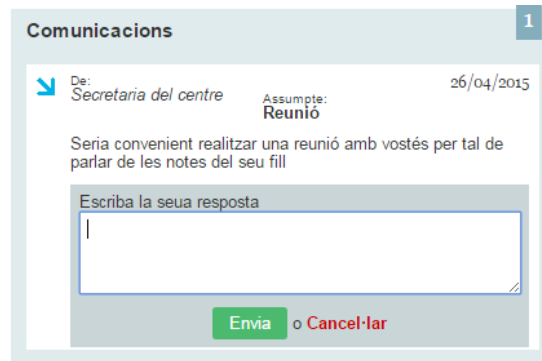 Comunicacions
1
De:
Secretaria del centre
Assumpte:
Reunió
26/04/2015
Seria convenient realitzar una reunió amb vostés per tal de
parlar de les notes del seu fill
Escriba la seua resposta
Envia o Cancel·lar